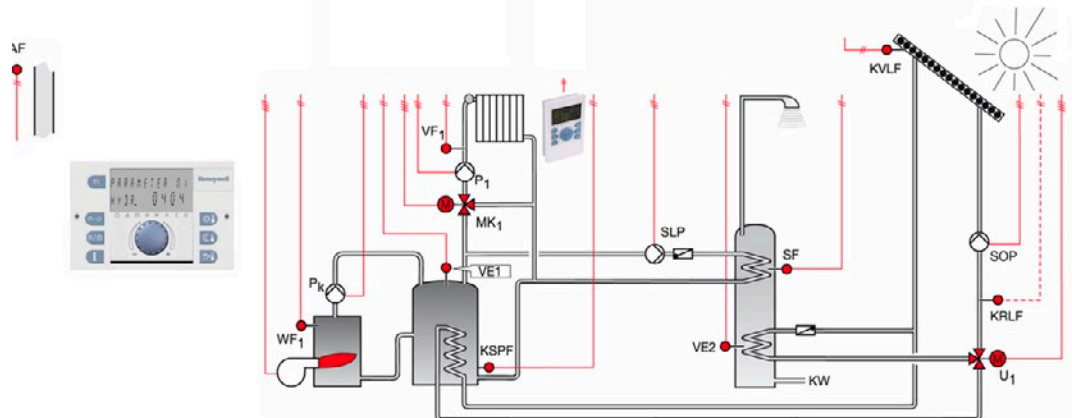 AF
KVLF
VF1
P1
MK1
SLP
SF
SOP
VE1
Pk
KRLF
WF1
KSPF
VE2
U1
KW
Honeywell
PARAMETER 01
HYDR. 0404